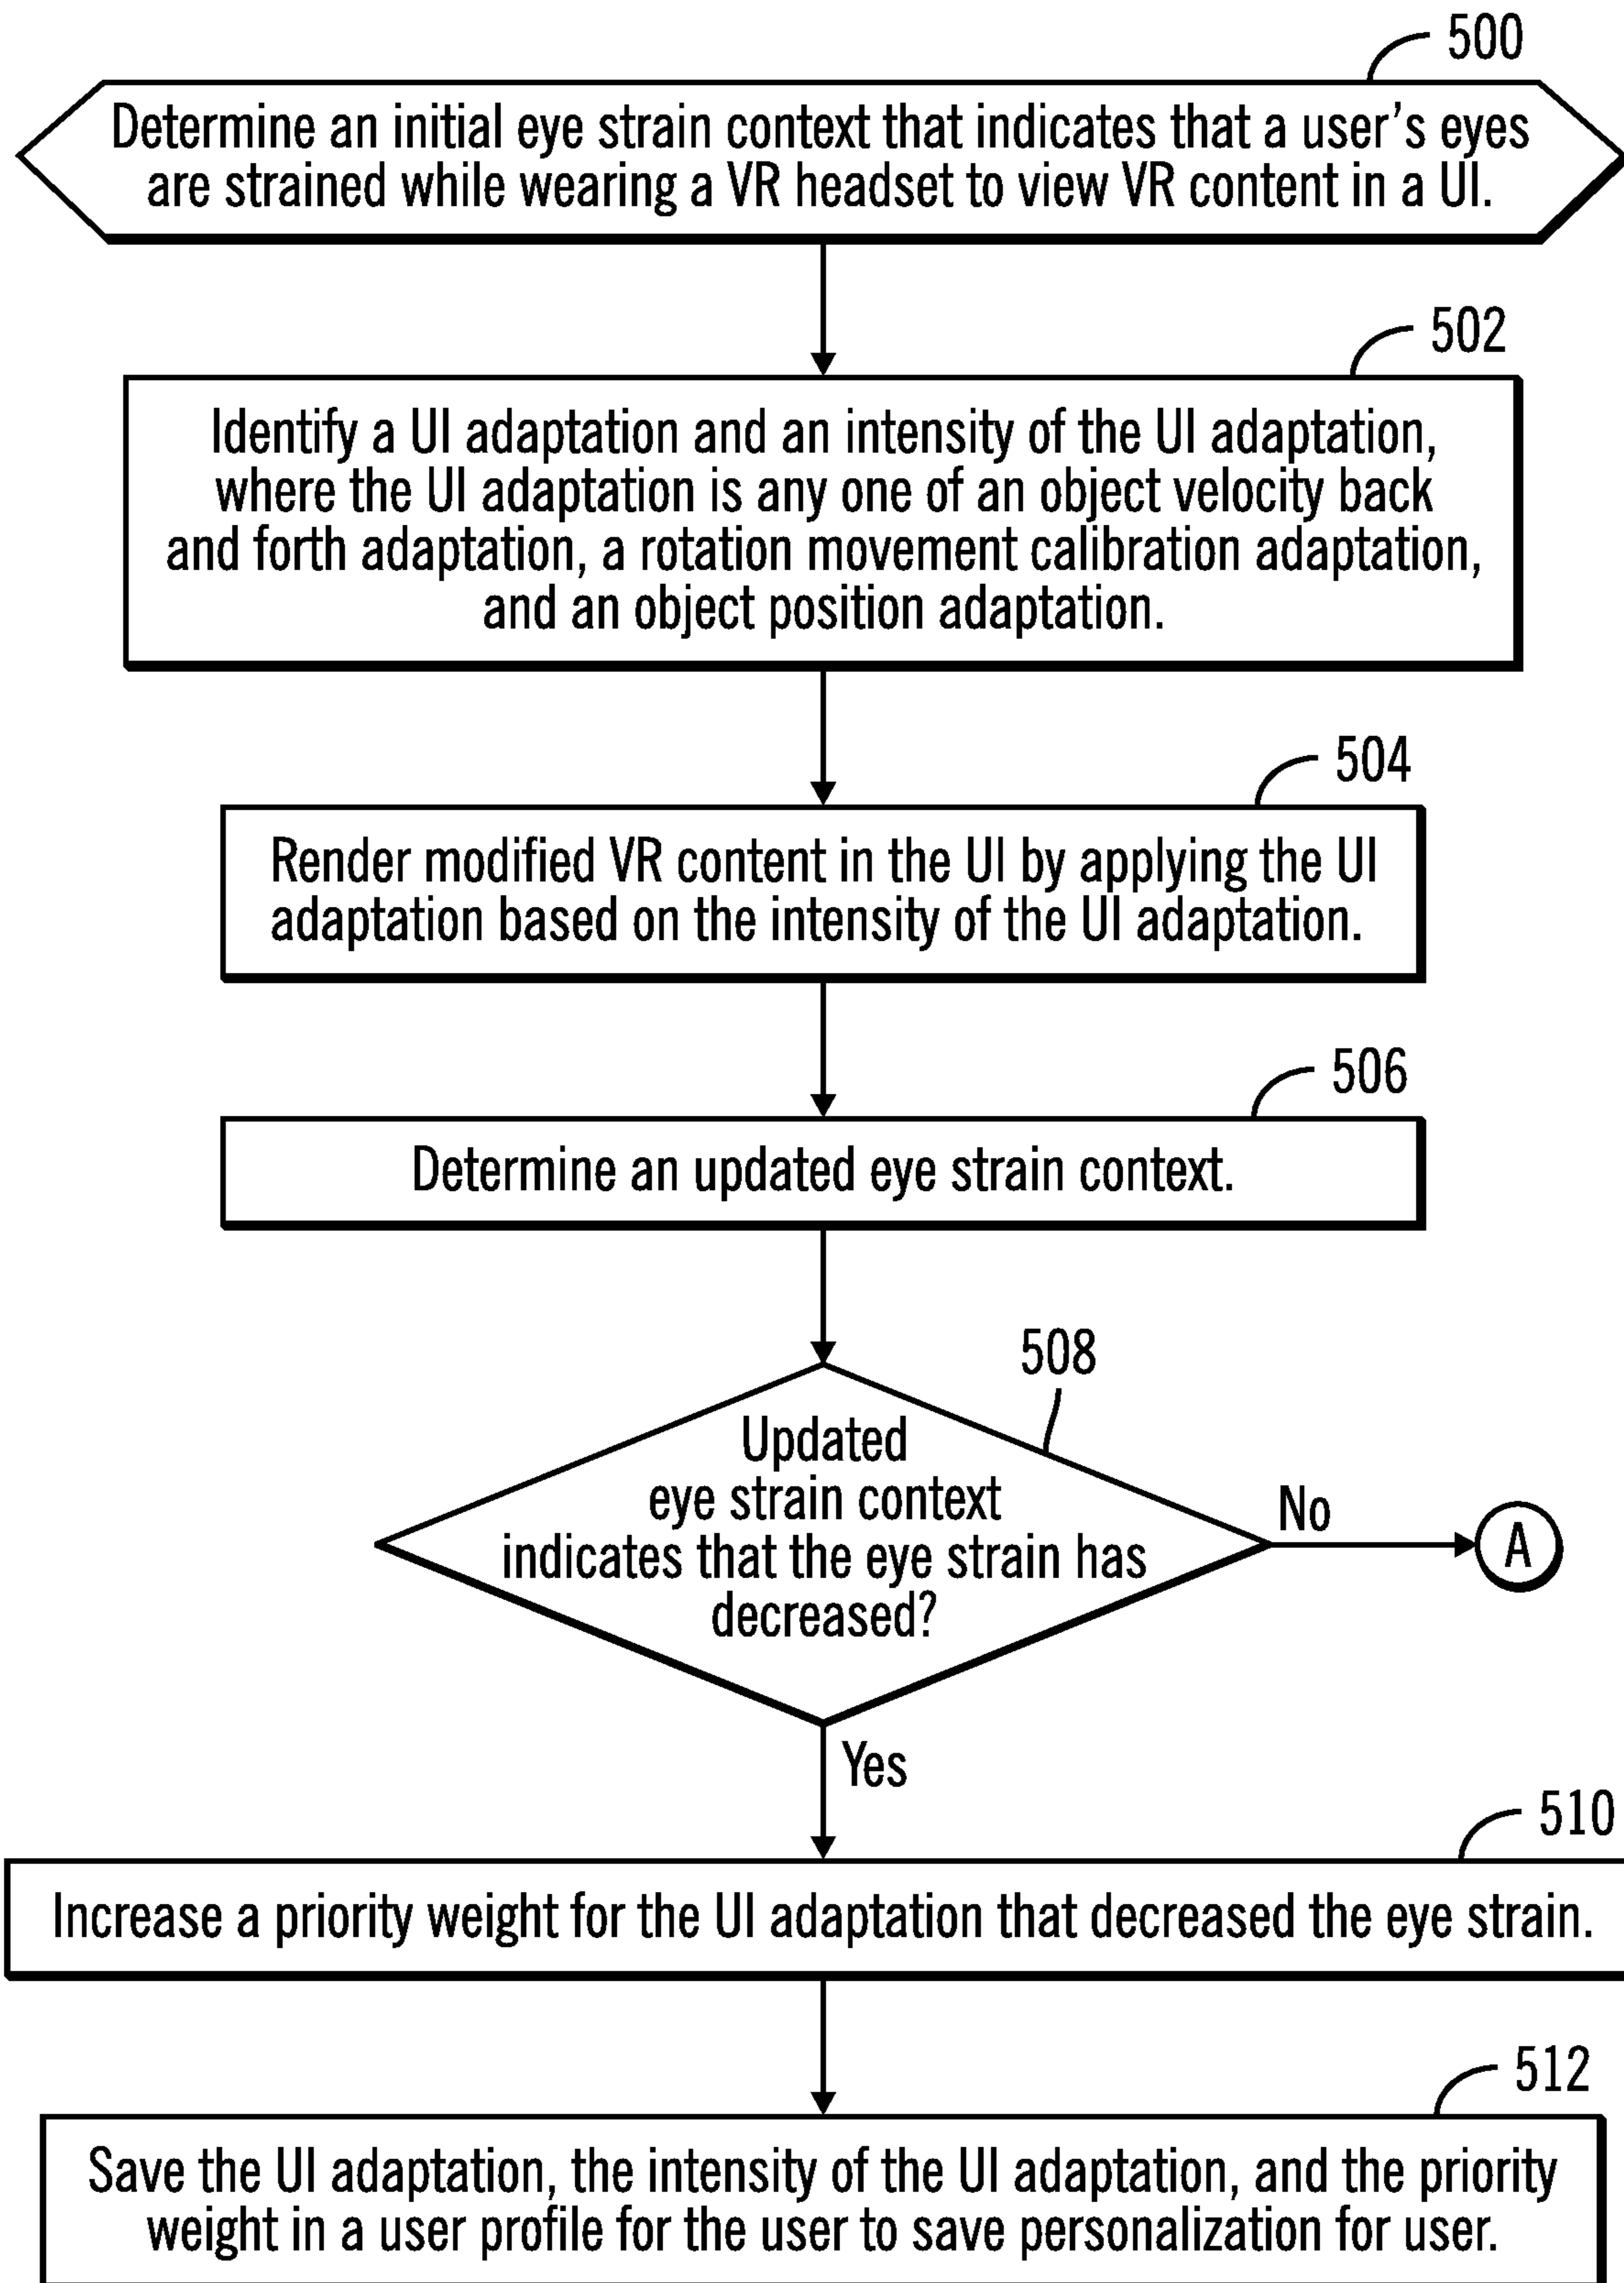 500
Determine an initial eye strain context that indicates that a user's eyes
are strained while wearing a VR headset to view VR content in a UI.
502
Identify a UI adaptation and an intensity of the UI adaptation,
where the UI adaptation is any one of an object velocity back
and forth adaptation, a rotation movement calibration adaptation,
and an object position adaptation.
504
Render modified VR content in the UI by applying the UI
adaptation based on the intensity of the UI adaptation.
506
Determine an updated eye strain context.
508
Updated
eye strain context
indicates that the eye strain has
decreased?
No
A
Yes
510
Increase a priority weight for the UI adaptation that decreased the eye strain.
512
Save the UI adaptation, the intensity of the UI adaptation, and the priority
weight in a user profile for the user to save personalization for user.